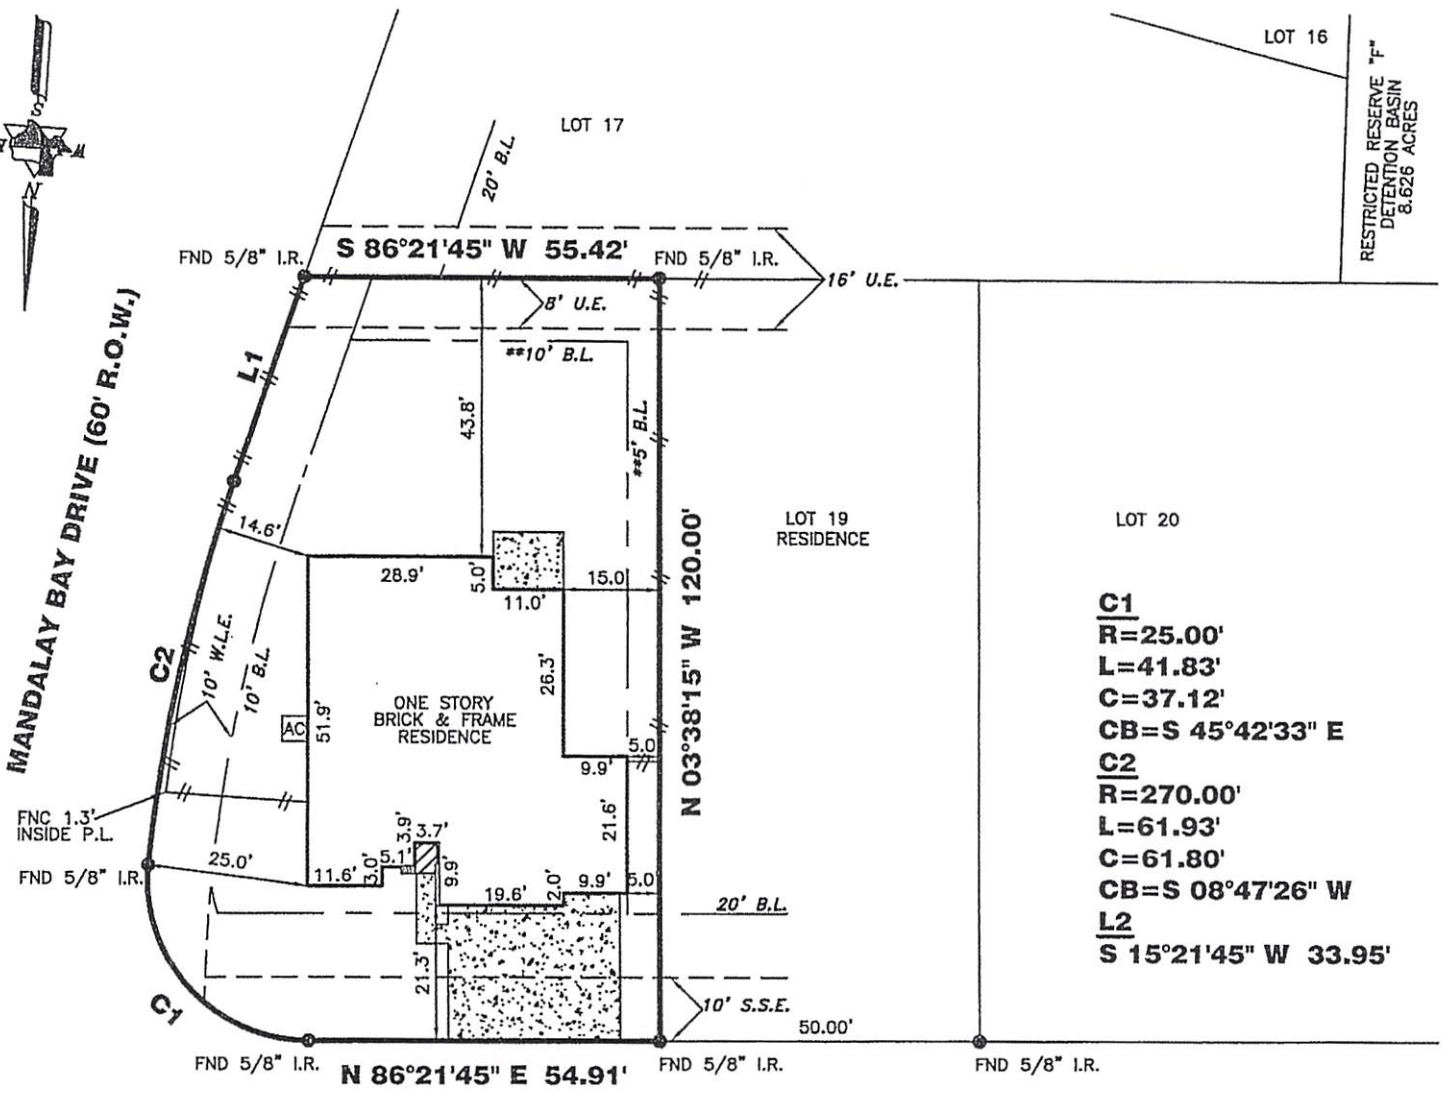 LOT 16
RESTRICTED RESERVE "F"
DETENTION BASIN
8.626 ACRES
LOT 17
20' B.L.
S
W
N
FND 5/8" I.R.
S 86°21'45" W 55.42'
FND 5/8" I.R.
16' U.E.
8' U.E.
**10' B.L.
L1
MANDALAY BAY DRIVE (60' R.O.W.)
43.8'
**5' B.L.
14.6'
28.9'
5.0'
11.0'
15.0
N 03°38'15" W 120.00'
LOT 19
RESIDENCE
LOT 20
C2
10' W.L.E.
10' B.L.
AC
51.9'
ONE STORY
BRICK & FRAME
RESIDENCE
26.3'
5.0
9.9'
21.6'
FNC 1.3'
INSIDE P.L.
FND 5/8" I.R.
25.0'
11.6'
3.0'
5.1'
3.9'
3.7'
9.9'
19.6'
2.0'
9.9'
5.0
20' B.L.
21.3'
10' S.S.E.
C1
50.00'
FND 5/8" I.R.
N 86°21'45" E 54.91'
FND 5/8" I.R.
FND 5/8" I.R.
C1
R=25.00'
L=41.83'
C=37.12'
CB=S 45°42'33" E
C2
R=270.00'
L=61.93'
C=61.80'
CB=S 08°47'26" W
L2
S 15°21'45" W 33.95'